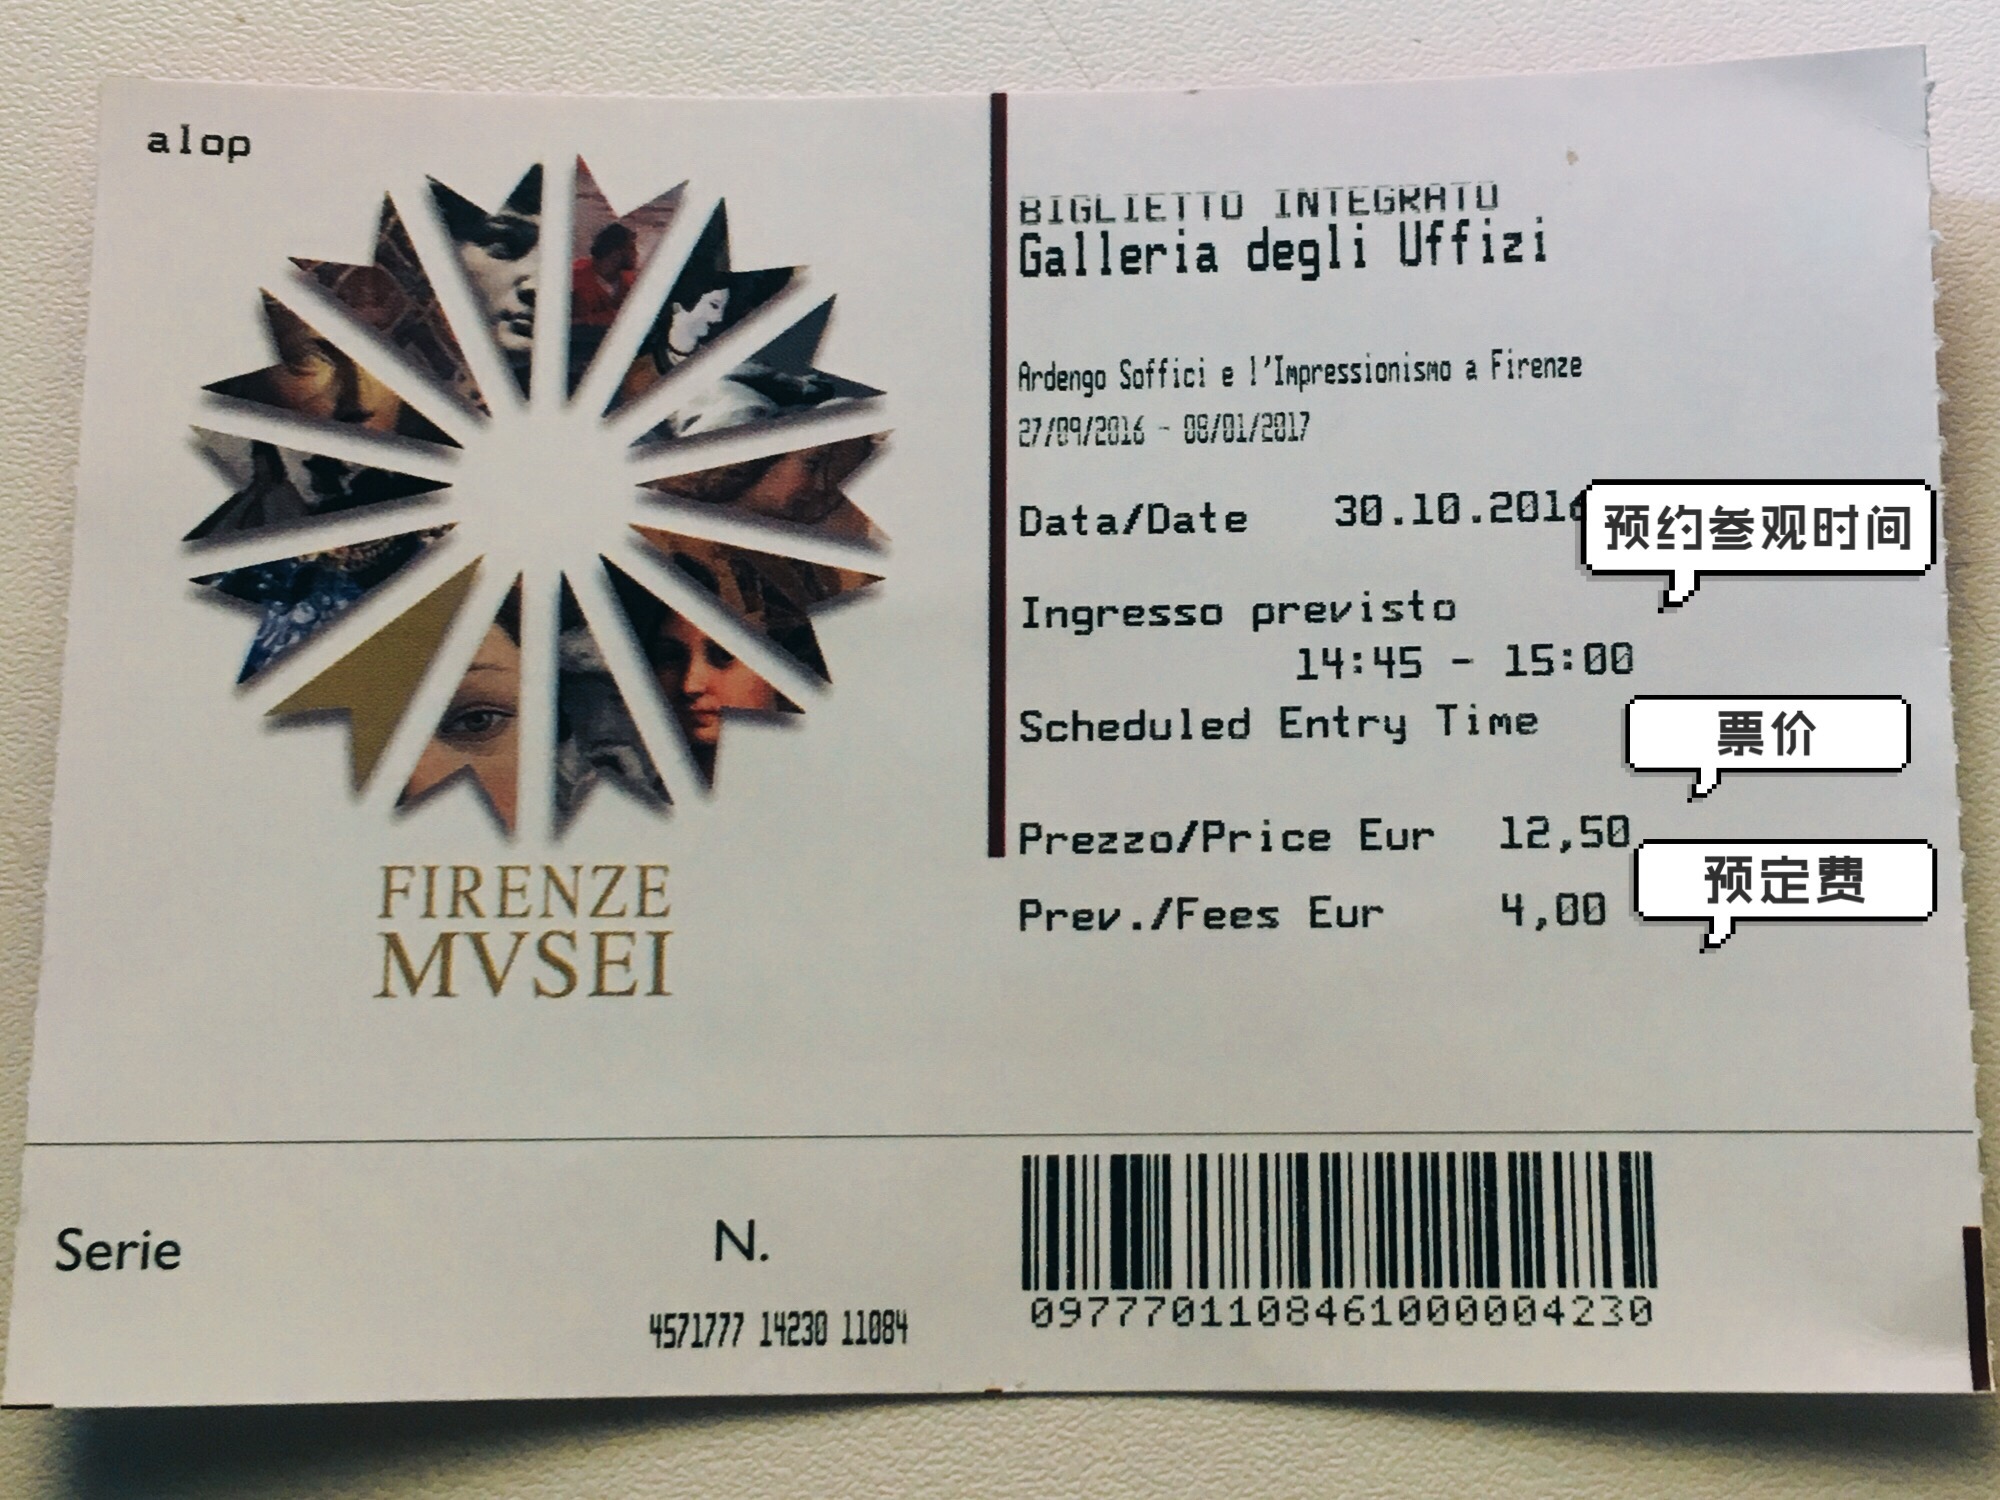 alop
FIRENZE
MVSEI
BIGLIETTO INTEGRATO
Galleria degli Uffizi
Ardengo Soffici e l'Impressionismo a Firenze
27/09/2016 - 08/01/2017
Data/Date 30.10.2016
预约参观时间
Ingresso previsto
14:45 - 15:00
Scheduled Entry Time
票价
Prezzo/Price Eur 12,50
预定费
Prev./Fees Eur 4,00
Serie
N.
4571777 14230 11084
0977701108461000004230